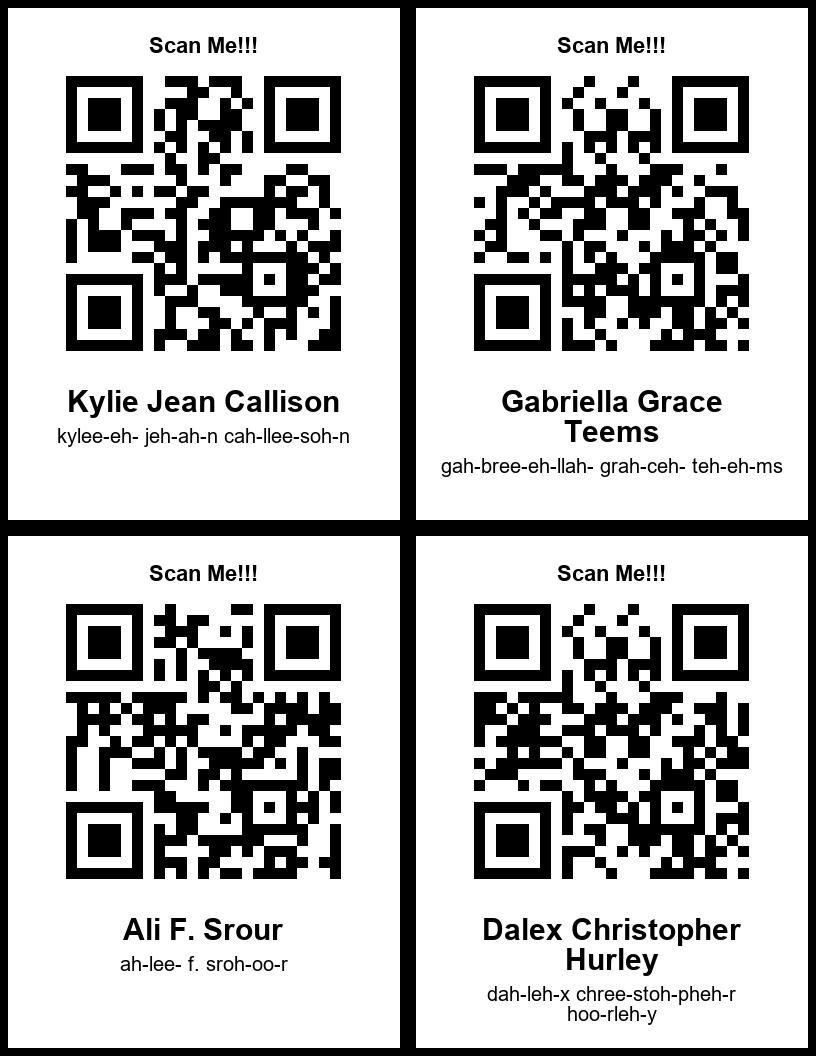 Scan Me!!!
Kylie Jean Callison
kylee-eh- jeh-ah-n cah-llee-soh-n
Scan Me!!!
Gabriella Grace
Teems
gah-bree-eh-llah- grah-ceh- teh-eh-ms
Scan Me!!!
Ali F. Srour
ah-lee- f. sroh-oo-r
Scan Me!!!
Dalex Christopher
Hurley
dah-leh-x chree-stoh-pheh-r
hoo-rleh-y